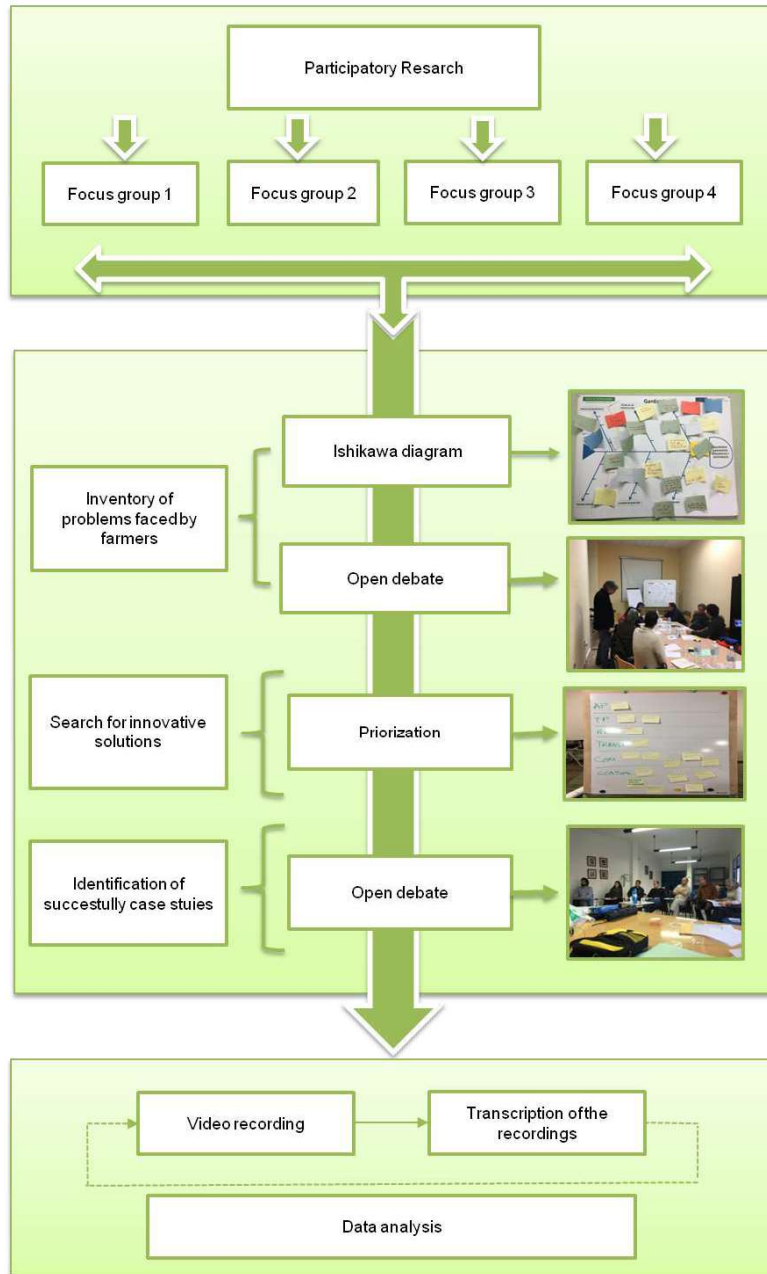 Participatory Resarch
Focus group 1
Focus group 2
Focus group 3
Focus group 4
Ishikawa diagram
Inventory of
problems faced by
farmers
Open debate
Search for innovative
solutions
Priorization
Identification of
succestully case stuies
Open debate
Video recording
Transcription of the
recordings
Data analysis